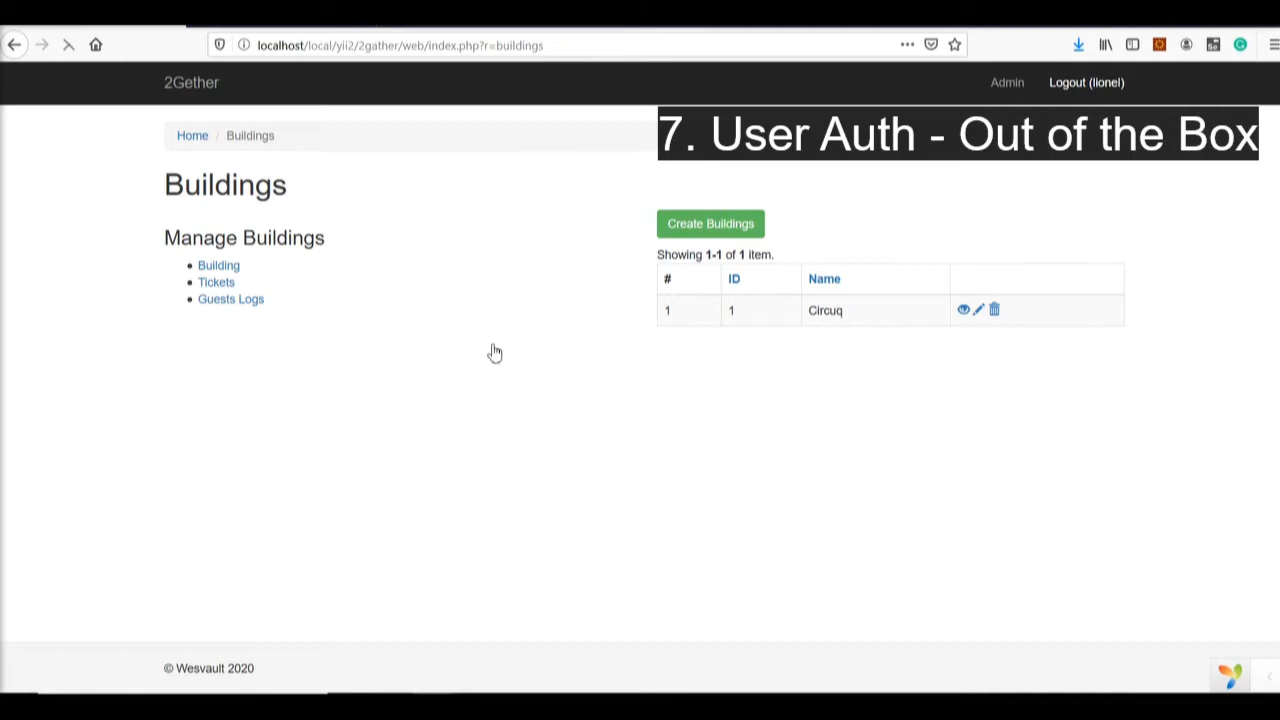 localhost/local/yii2/2gather/web/index.php?r=buildings
2Gether
Admin
Logout (lionel)
7. User Auth - Out of the Box
Home / Buildings
Buildings
Manage Buildings
Building
Tickets
Guests Logs
Create Buildings
Showing 1-1 of 1 item.
# ID Name
1 1 Circuq
© Wesvault 2020